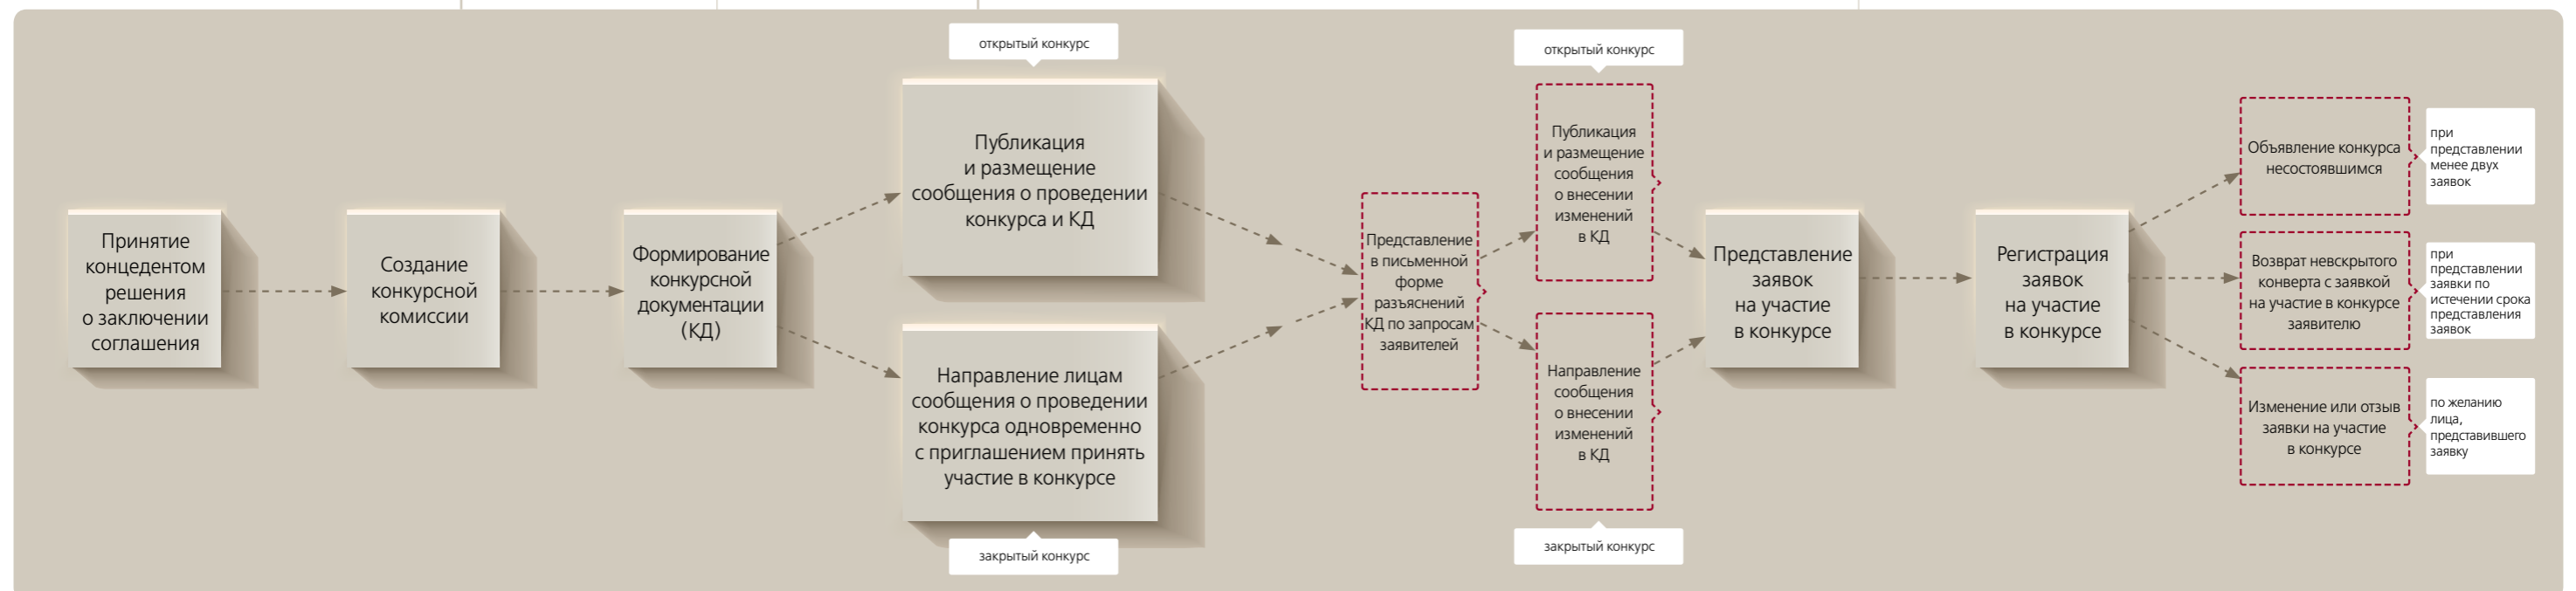 Принятие
концедентом
решения
о заключении
соглашения
Создание
конкурсной
комиссии
Формирование
конкурсной
документации
(КД)
открытый конкурс
Публикация
и размещение
сообщения о проведении
конкурса и КД
Направление лицам
сообщения о проведении
конкурса одновременно
с приглашением принять
участие в конкурсе
закрытый конкурс
Представление
в письменной
форме
разъяснений
КД по запросам
заявителей
открытый конкурс
Публикация
и размещение
сообщения
о внесении
изменений
в КД
Направление
сообщения
о внесении
изменений
в КД
закрытый конкурс
Представление
заявок
на участие
в конкурсе
Регистрация
заявок
на участие
в конкурсе
Объявление конкурса
несостоявшимся
при
представлении
менее двух
заявок
Возврат невскрытого
конверта с заявкой
на участие в конкурсе
заявителю
при
представлении
заявки по
истечении срока
представления
заявок
Изменение или отзыв
заявки на участие
в конкурсе
по желанию
лица,
представившего
заявку